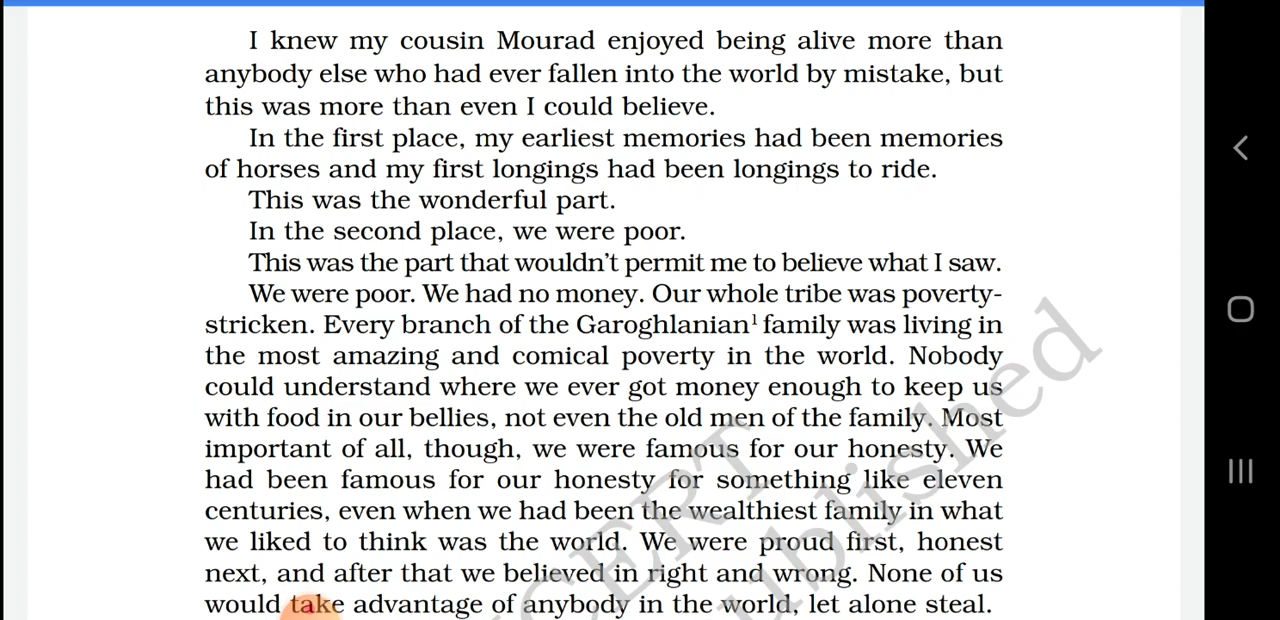 I knew my cousin Mourad enjoyed being alive more than
anybody else who had ever fallen into the world by mistake, but
this was more than even I could believe.
In the first place, my earliest memories had been memories
of horses and my first longings had been longings to ride.
This was the wonderful part.
In the second place, we were poor.
This was the part that wouldn't permit me to believe what I saw.
We were poor. We had no money. Our whole tribe was poverty-
stricken. Every branch of the Garoghlanian¹ family was living in
the most amazing and comical poverty in the world. Nobody
could understand where we ever got money enough to keep us
with food in our bellies, not even the old men of the family. Most
important of all, though, we were famous for our honesty. We
had been famous for our honesty for something like eleven
centuries, even when we had been the wealthiest family in what
we liked to think was the world. We were proud first, honest
next, and after that we believed in right and wrong. None of us
would take advantage of anybody in the world, let alone steal.